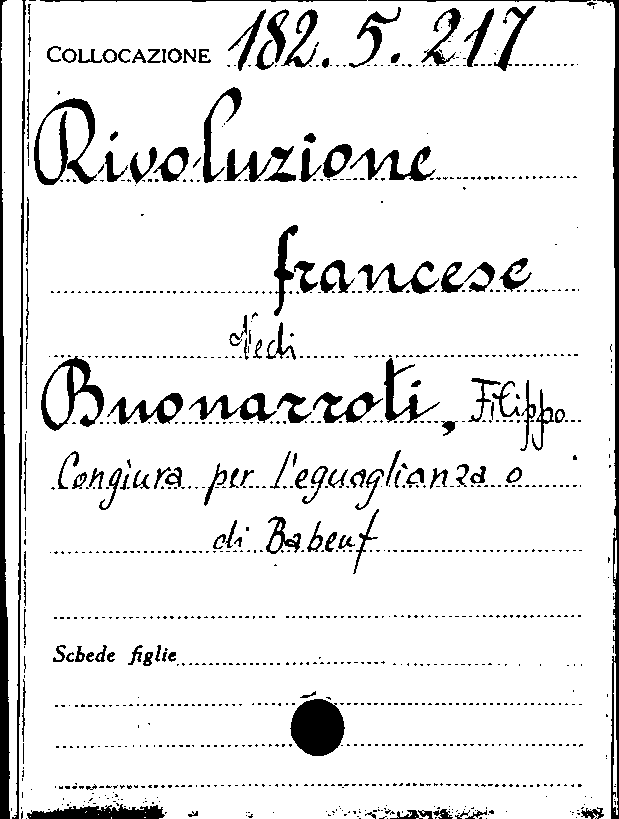 COLLOCAZIONE 182.5.217
Rivoluzione
francese
Vedi
Buonarroti, Filippo
Congiura per l'eguaglianza o
di Babeuf
Schede figlie